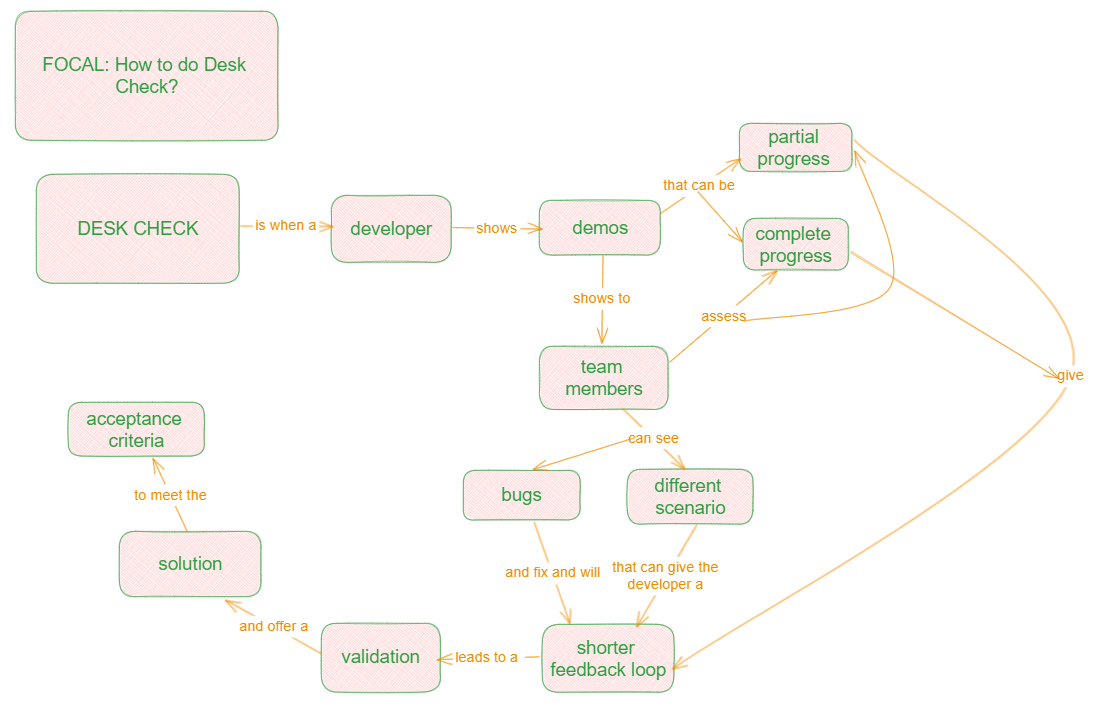 FOCAL: How to do Desk
Check?
DESK CHECK
is when a
developer
shows
demos
that can be
partial
progress
complete
progress
shows to
assess
team
members
give
can see
bugs
different
scenario
and fix and will
that can give the
developer a
shorter
feedback loop
leads to a
validation
and offer a
solution
to meet the
acceptance
criteria